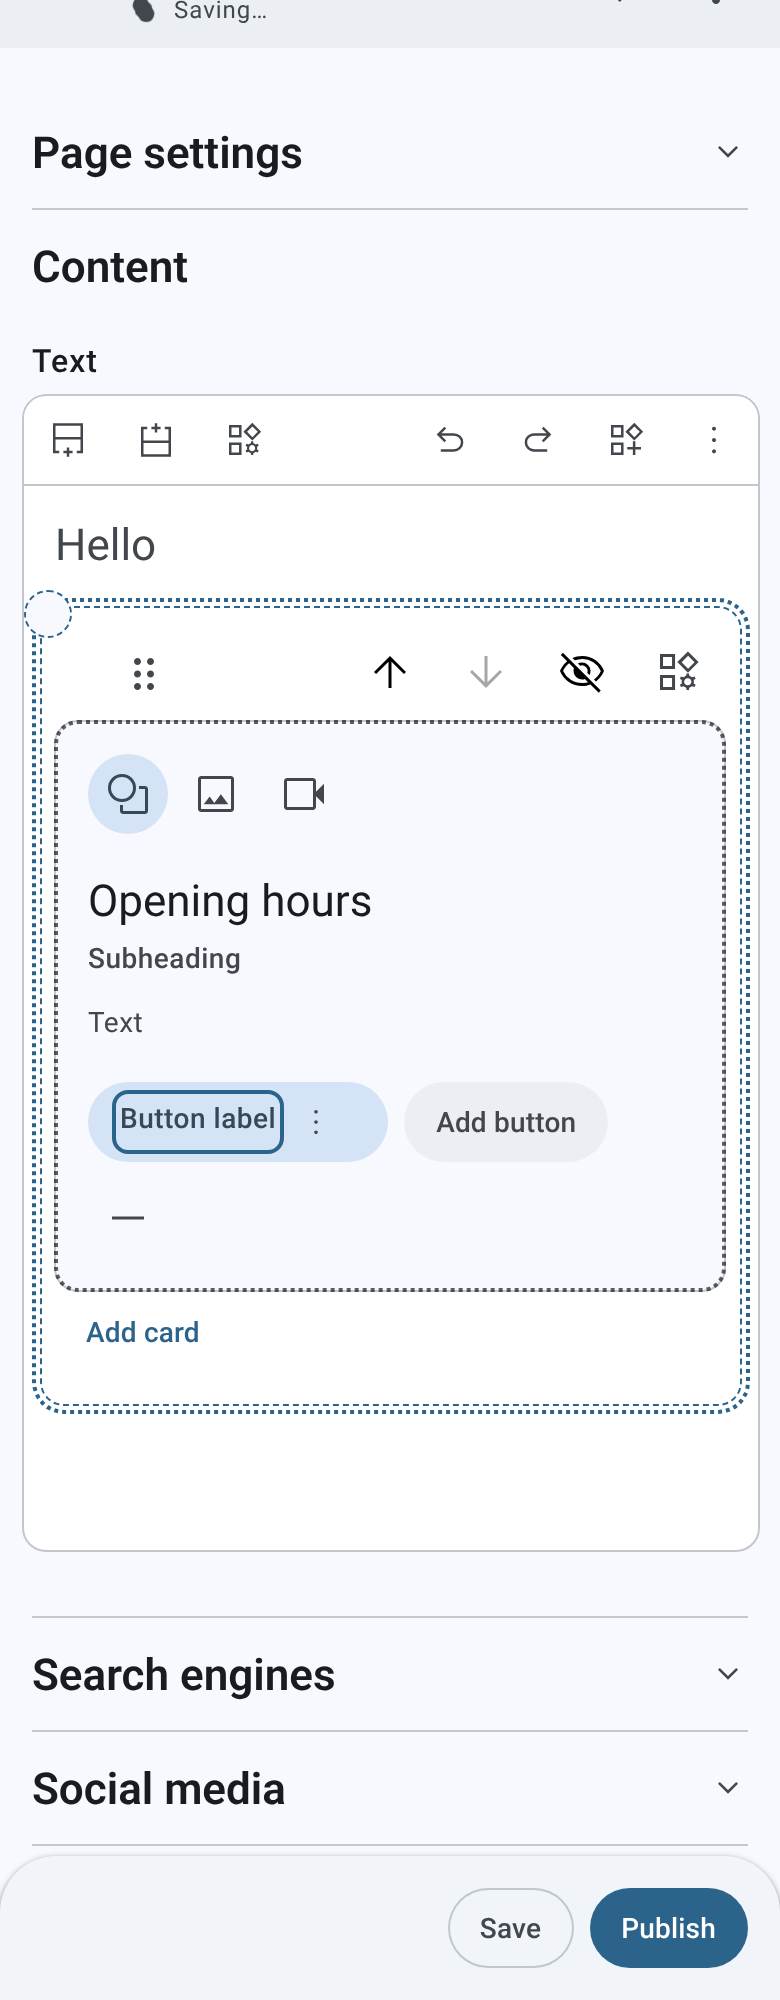 Saving...
Page settings
Content
Text
Hello
Opening hours
Subheading
Text
Button label
Add button
Add card
Search engines
Social media
Save
Publish